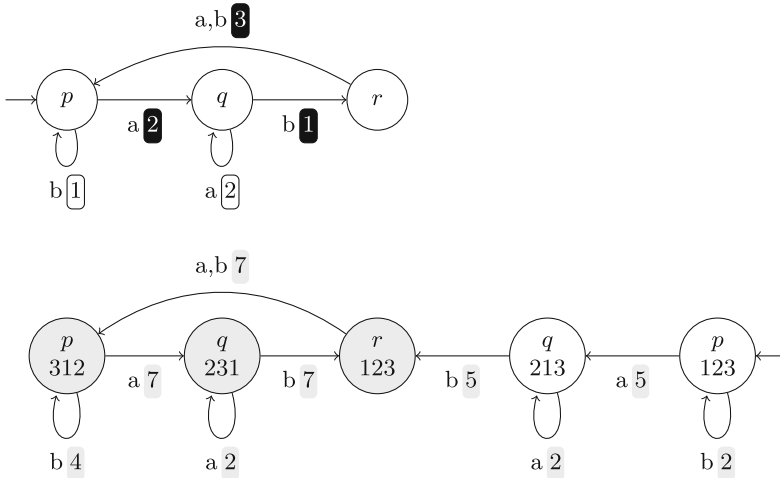 a,b 3
p q r
a 2 b 1
b 1 a 2
a,b 7
p q r q p
312 231 123 213 123
a 7 b 7 b 5 a 5
b 4 a 2 a 2 b 2